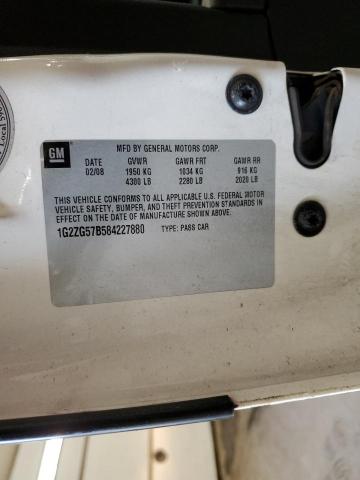 Local S
GM
MFD BY GENERAL MOTORS CORP.
DATE GVWR GAWR FRT GAWR RR
02/08 1950 KG 1034 KG 916 KG
4300 LB 2280 LB 2020 LB
THIS VEHICLE CONFORMS TO ALL APPLICABLE U.S. FEDERAL MOTOR
VEHICLE SAFETY, BUMPER, AND THEFT PREVENTION STANDARDS IN
EFFECT ON THE DATE OF MANUFACTURE SHOWN ABOVE.
1G2ZG57B584227880 TYPE: PASS CAR